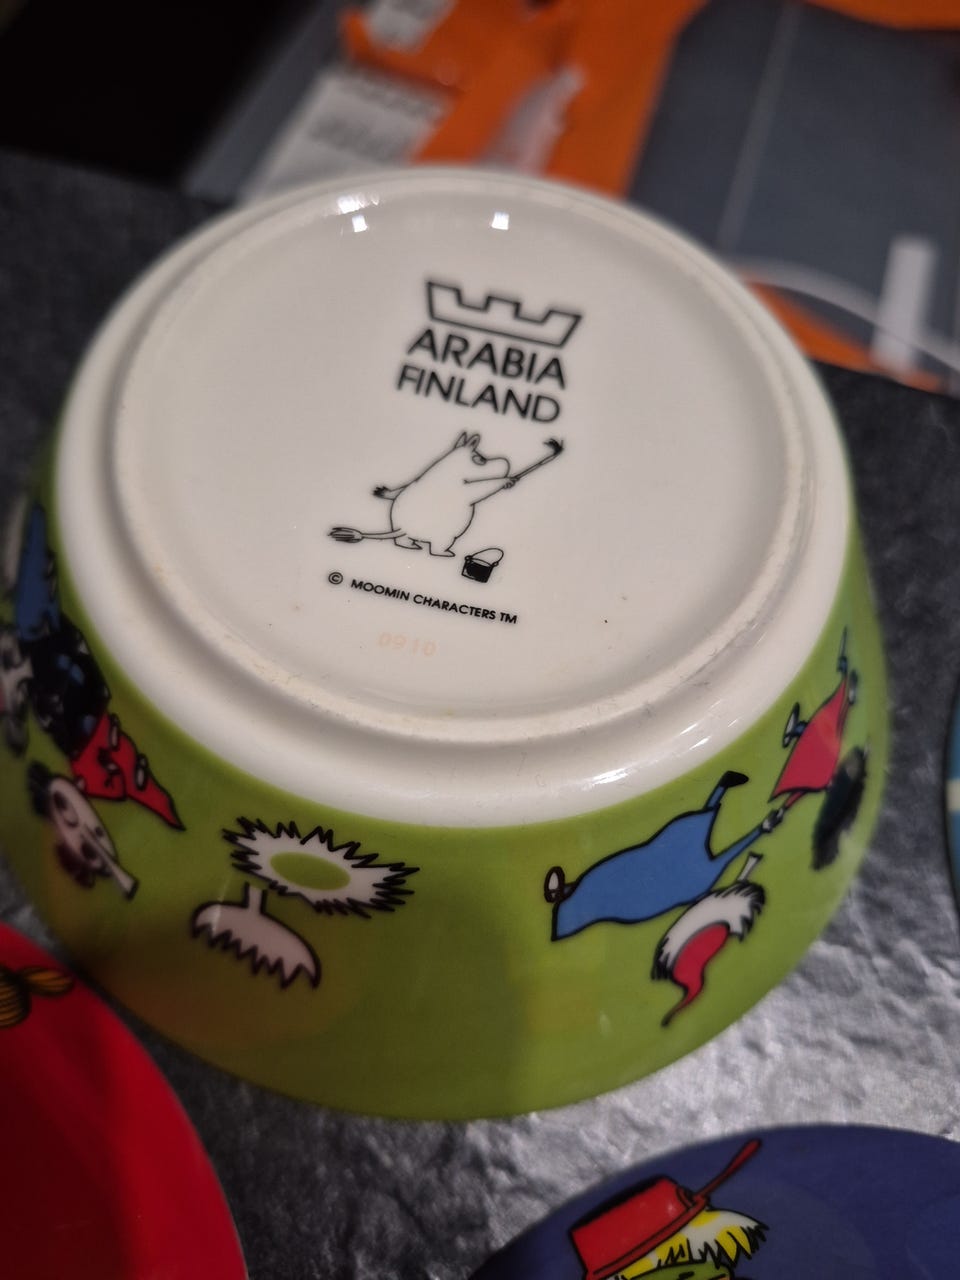 ARABIA
FINLAND
© MOOMIN CHARACTERS TM
0910